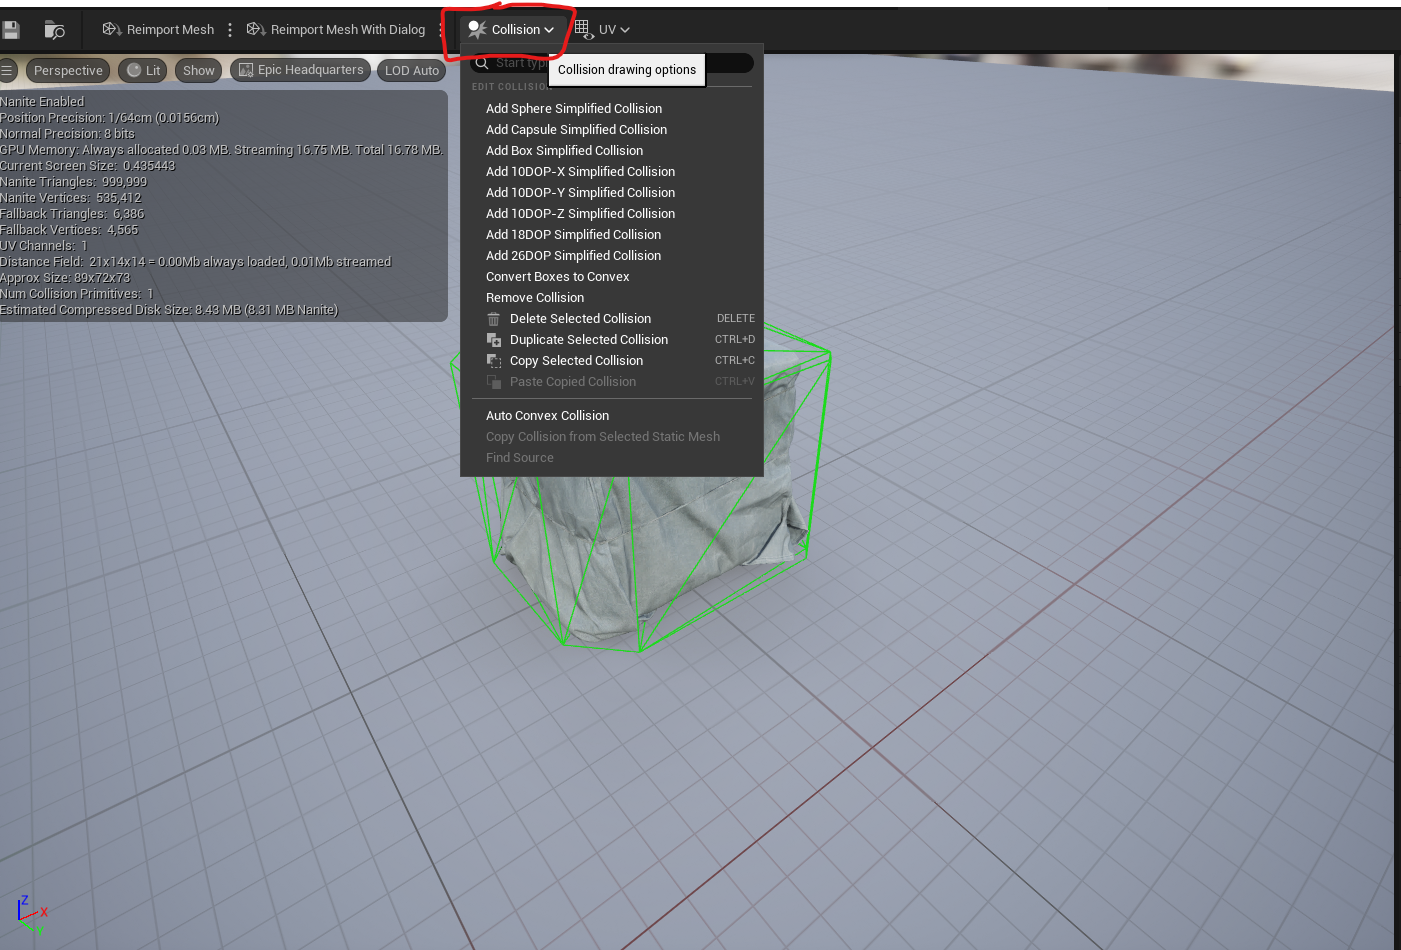 Reimport Mesh
Reimport Mesh With Dialog
Collision
UV
Perspective
Lit
Show
Epic Headquarters
LOD Auto
Start typ
Collision drawing options
EDIT COLLISION
Nanite Enabled
Position Precision: 1/64cm (0.0156cm)
Normal Precision: 8 bits
GPU Memory: Always allocated 0.03 MB. Streaming 16.75 MB. Total 16.78 MB.
Current Screen Size: 0.435443
Nanite Triangles: 999,999
Nanite Vertices: 535,412
Fallback Triangles: 6,386
Fallback Vertices: 4,565
UV Channels: 1
Distance Field: 21x14x14 = 0.00Mb always loaded, 0.01Mb streamed
Approx Size: 89x72x73
Num Collision Primitives: 1
Estimated Compressed Disk Size: 8.43 MB (8.31 MB Nanite)
Add Sphere Simplified Collision
Add Capsule Simplified Collision
Add Box Simplified Collision
Add 10DOP-X Simplified Collision
Add 10DOP-Y Simplified Collision
Add 10DOP-Z Simplified Collision
Add 18DOP Simplified Collision
Add 26DOP Simplified Collision
Convert Boxes to Convex
Remove Collision
Delete Selected Collision DELETE
Duplicate Selected Collision CTRL+D
Copy Selected Collision CTRL+C
Paste Copied Collision CTRL+V
Auto Convex Collision
Copy Collision from Selected Static Mesh
Find Source
Z
X
Y